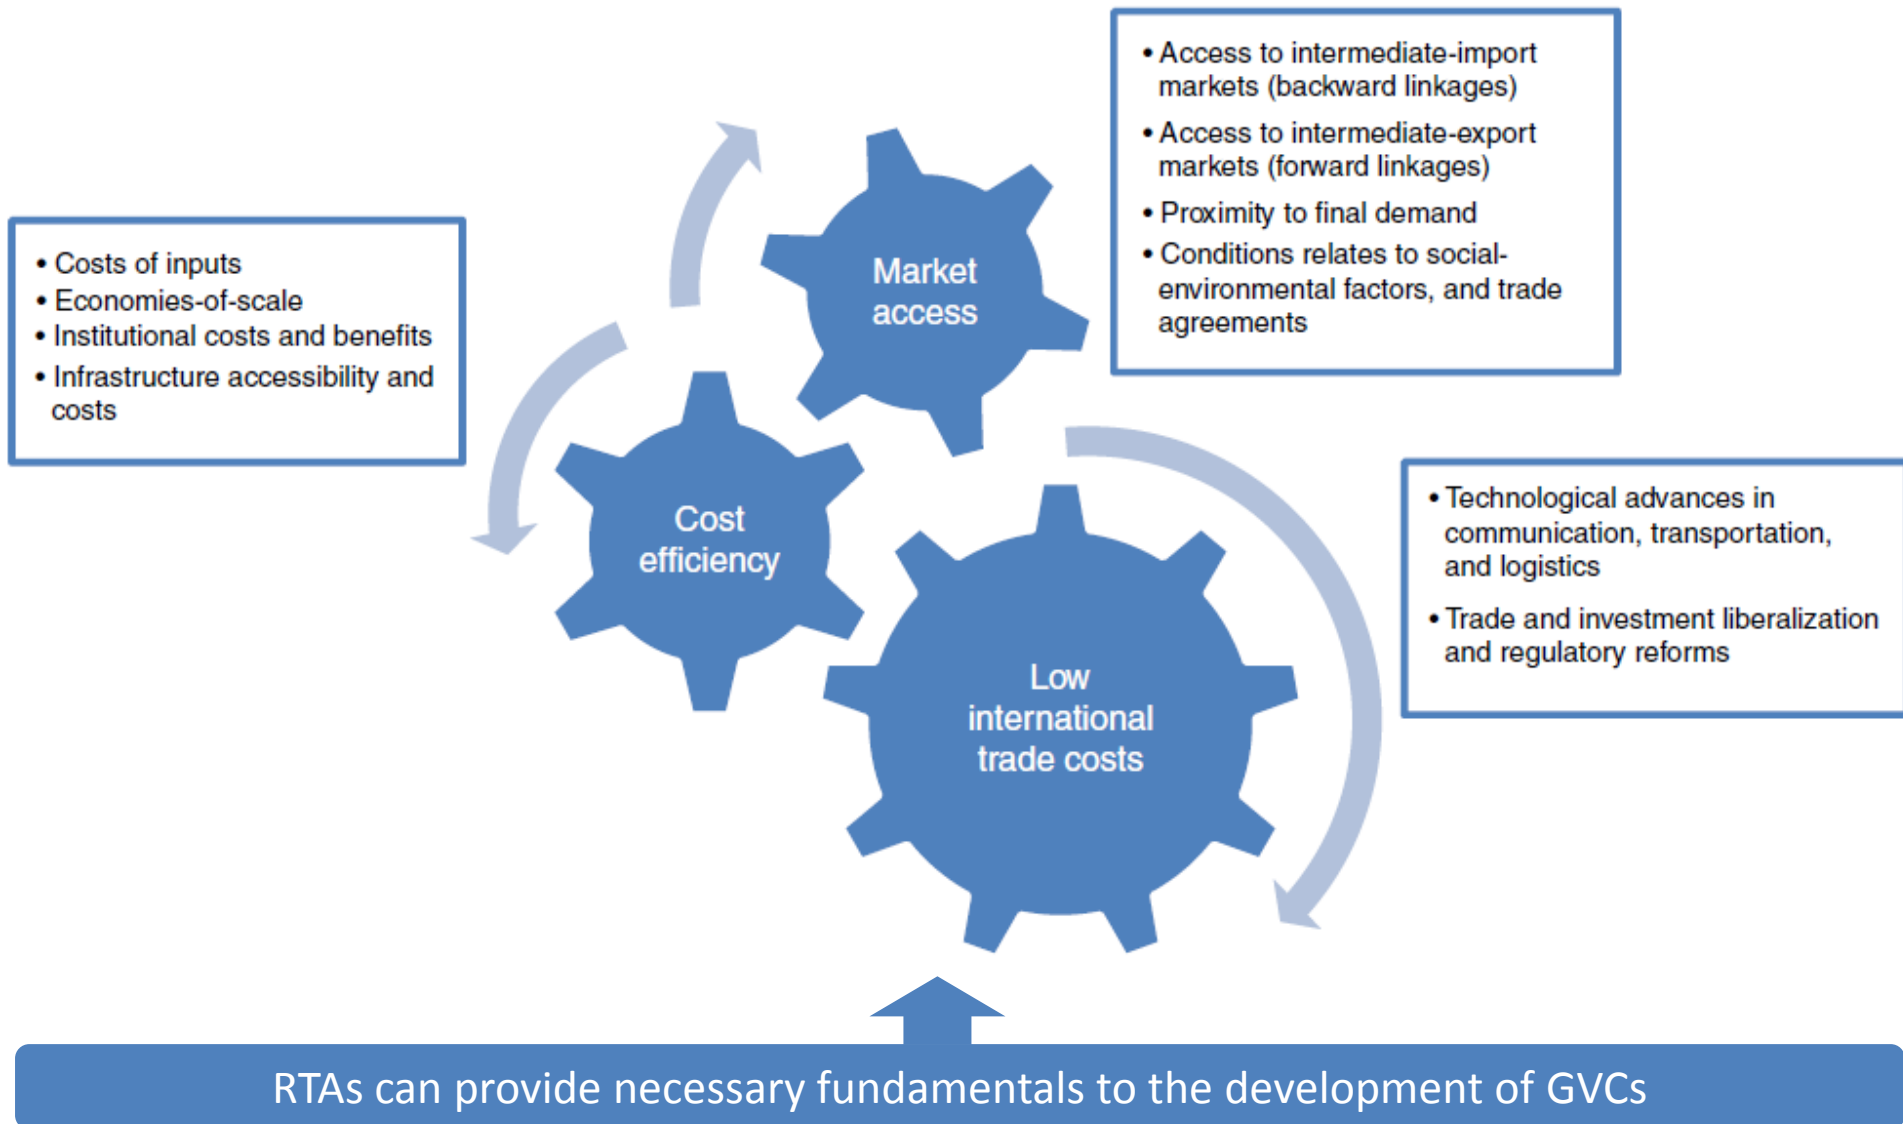 • Access to intermediate-import
markets (backward linkages)
• Access to intermediate-export
markets (forward linkages)
• Proximity to final demand
• Conditions relates to social-
environmental factors, and trade
agreements
• Costs of inputs
• Economies-of-scale
• Institutional costs and benefits
• Infrastructure accessibility and
costs
Market
access
Cost
efficiency
• Technological advances in
communication, transportation,
and logistics
• Trade and investment liberalization
and regulatory reforms
Low
international
trade costs
RTAs can provide necessary fundamentals to the development of GVCs